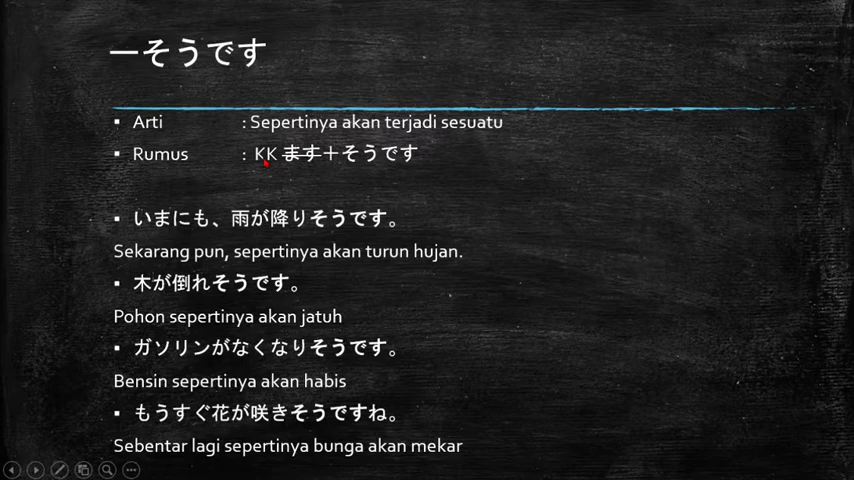 ーそうです
▪ Arti : Sepertinya akan terjadi sesuatu
▪ Rumus : KK ます＋そうです
▪ いまにも、雨が降りそうです。
Sekarang pun, sepertinya akan turun hujan.
▪ 木が倒れそうです。
Pohon sepertinya akan jatuh
▪ ガソリンがなくなりそうです。
Bensin sepertinya akan habis
▪ もうすぐ花が咲きそうですね。
Sebentar lagi sepertinya bunga akan mekar